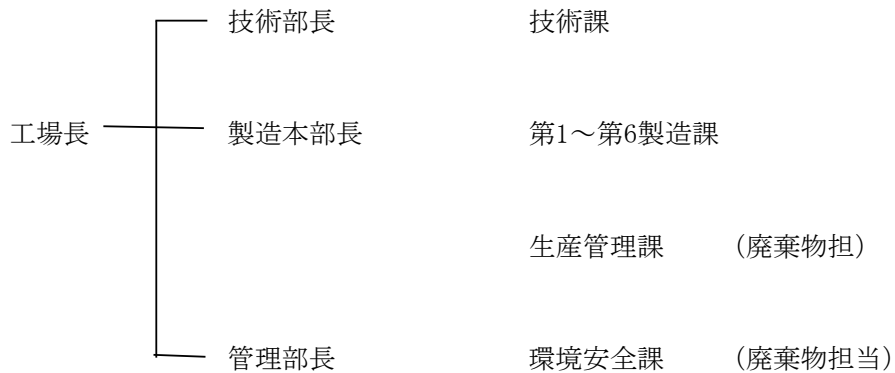 技術部長 技術課
工場長 製造本部長 第1～第6製造課
生産管理課 (廃棄物担)
管理部長 環境安全課 (廃棄物担当)